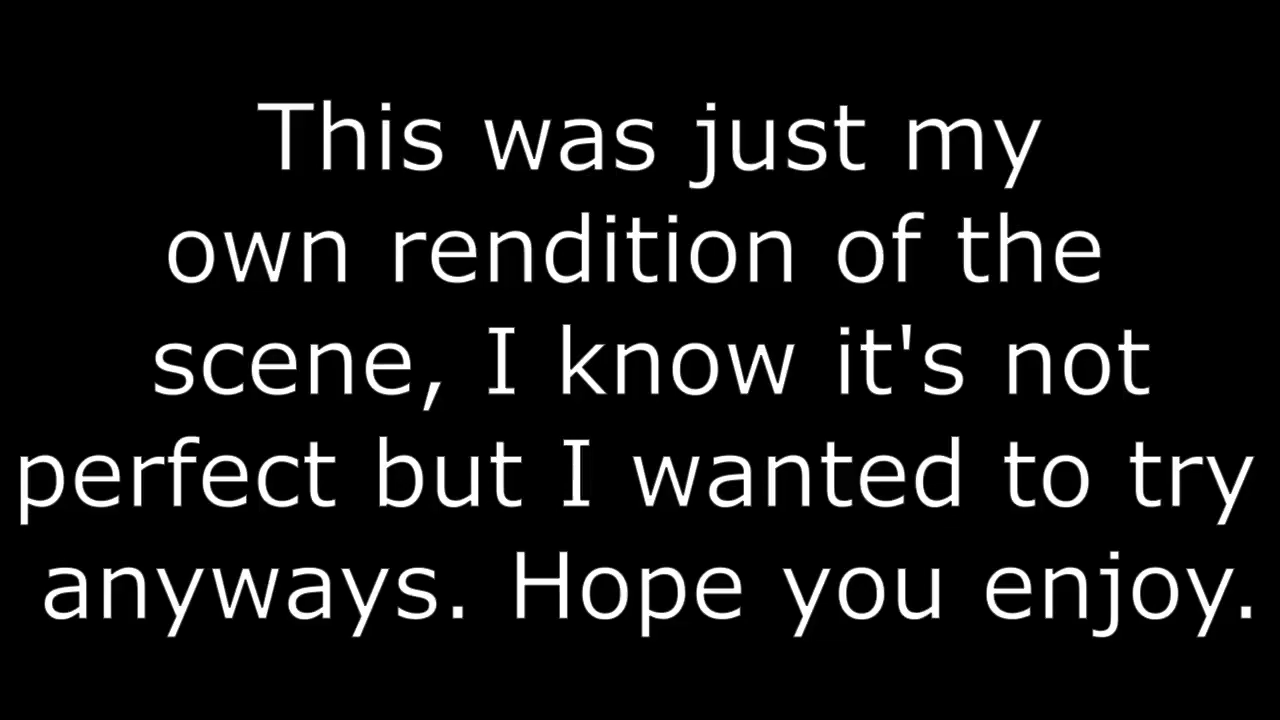 This was just my
own rendition of the
scene, I know it's not
perfect but I wanted to try
anyways. Hope you enjoy.